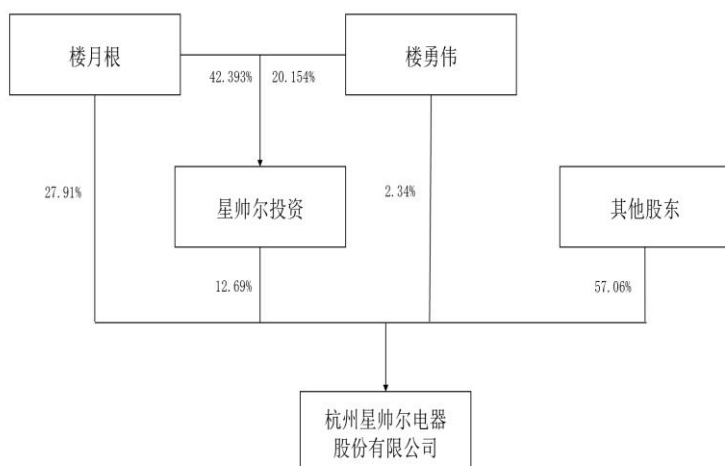 楼月根
楼勇伟
42.393%
20.154%
27.91%
星帅尔投资
2.34%
其他股东
12.69%
57.06%
杭州星帅尔电器
股份有限公司